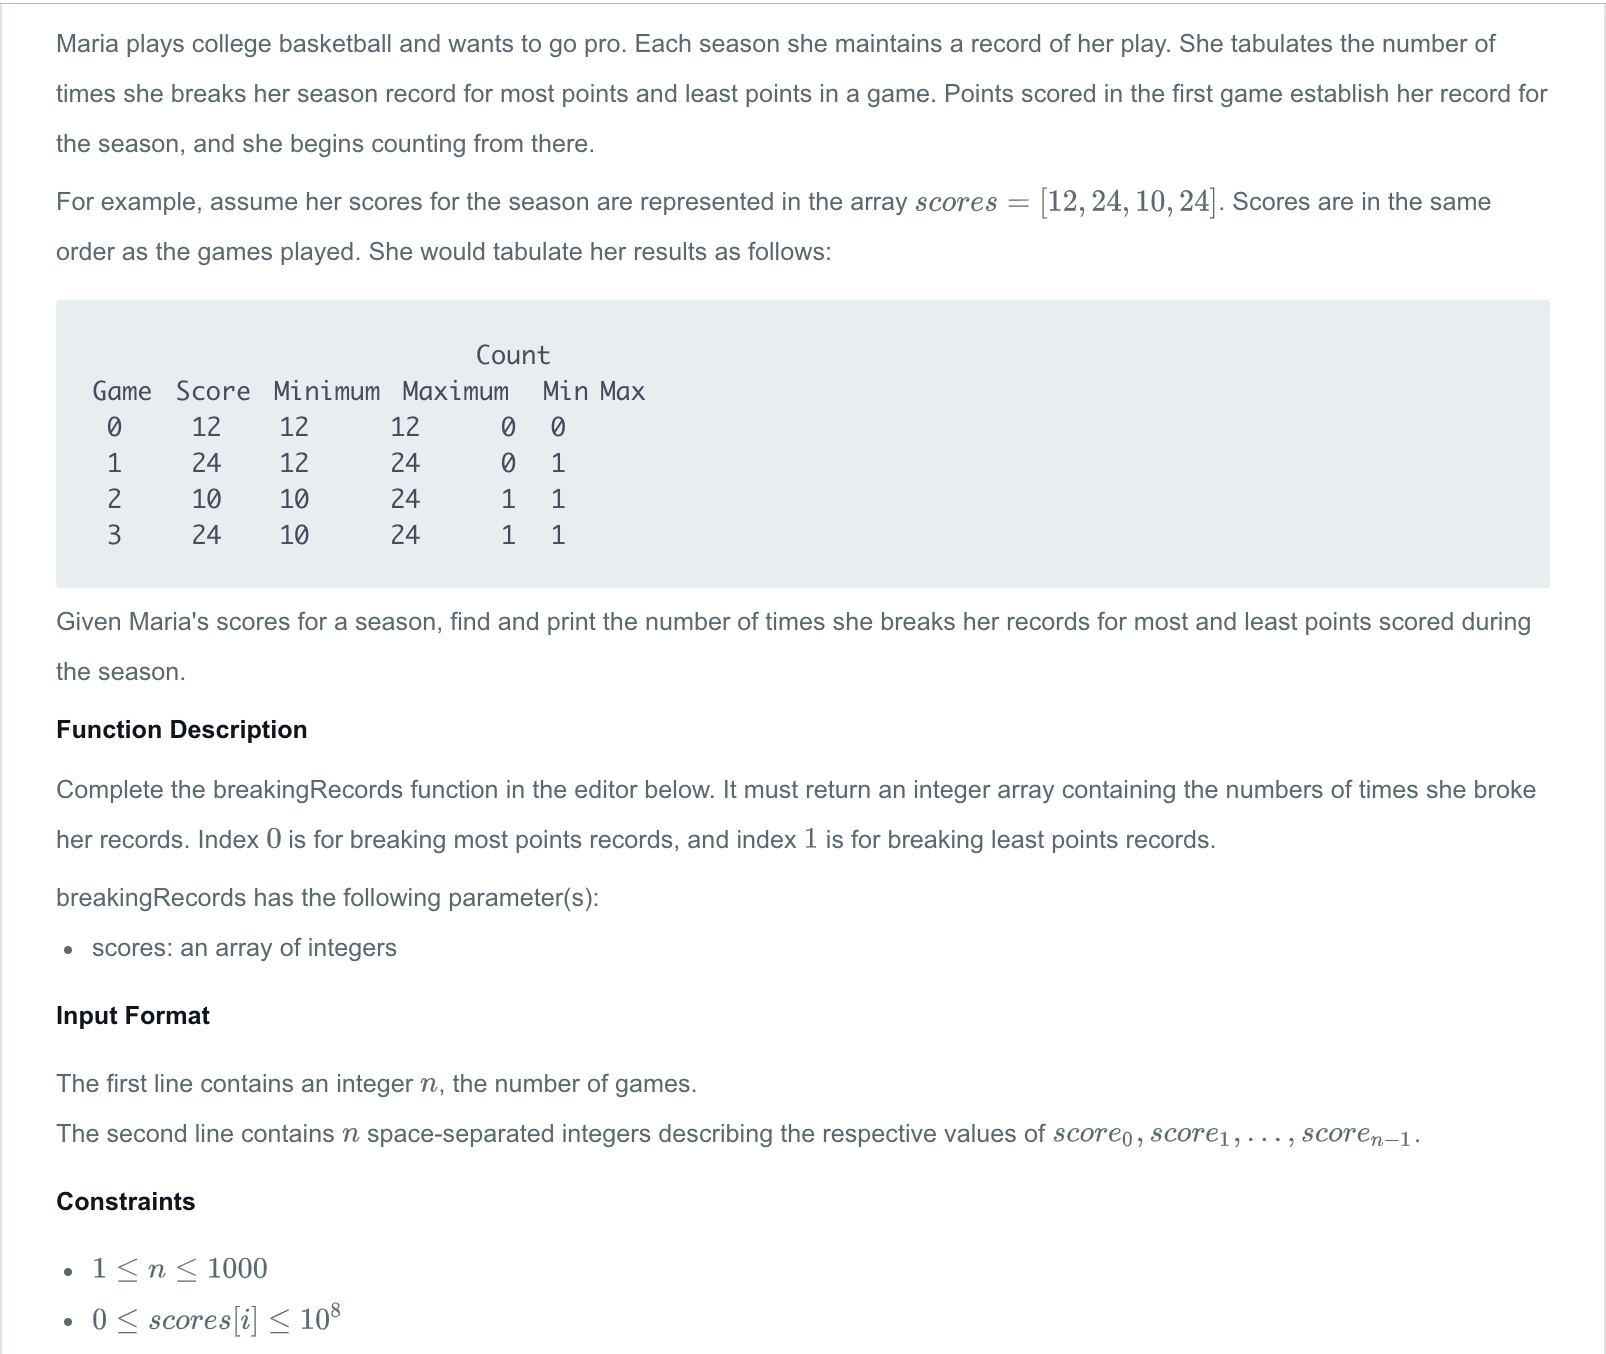 Maria plays college basketball and wants to go pro. Each season she maintains a record of her play. She tabulates the number of
times she breaks her season record for most points and least points in a game. Points scored in the first game establish her record for
the season, and she begins counting from there.
For example, assume her scores for the season are represented in the array scores = [12, 24, 10, 24]. Scores are in the same
order as the games played. She would tabulate her results as follows:
Count
Game Score Minimum Maximum Min Max
0 12 12 12 0 0
1 24 12 24 0 1
2 10 10 24 1 1
3 24 10 24 1 1
Given Maria's scores for a season, find and print the number of times she breaks her records for most and least points scored during
the season.
Function Description
Complete the breakingRecords function in the editor below. It must return an integer array containing the numbers of times she broke
her records. Index 0 is for breaking most points records, and index 1 is for breaking least points records.
breakingRecords has the following parameter(s):
• scores: an array of integers
Input Format
The first line contains an integer n, the number of games.
The second line contains n space-separated integers describing the respective values of score₀, score₁, . . . , scoreₙ₋₁.
Constraints
• 1 ≤ n ≤ 1000
• 0 ≤ scores[i] ≤ 10⁸